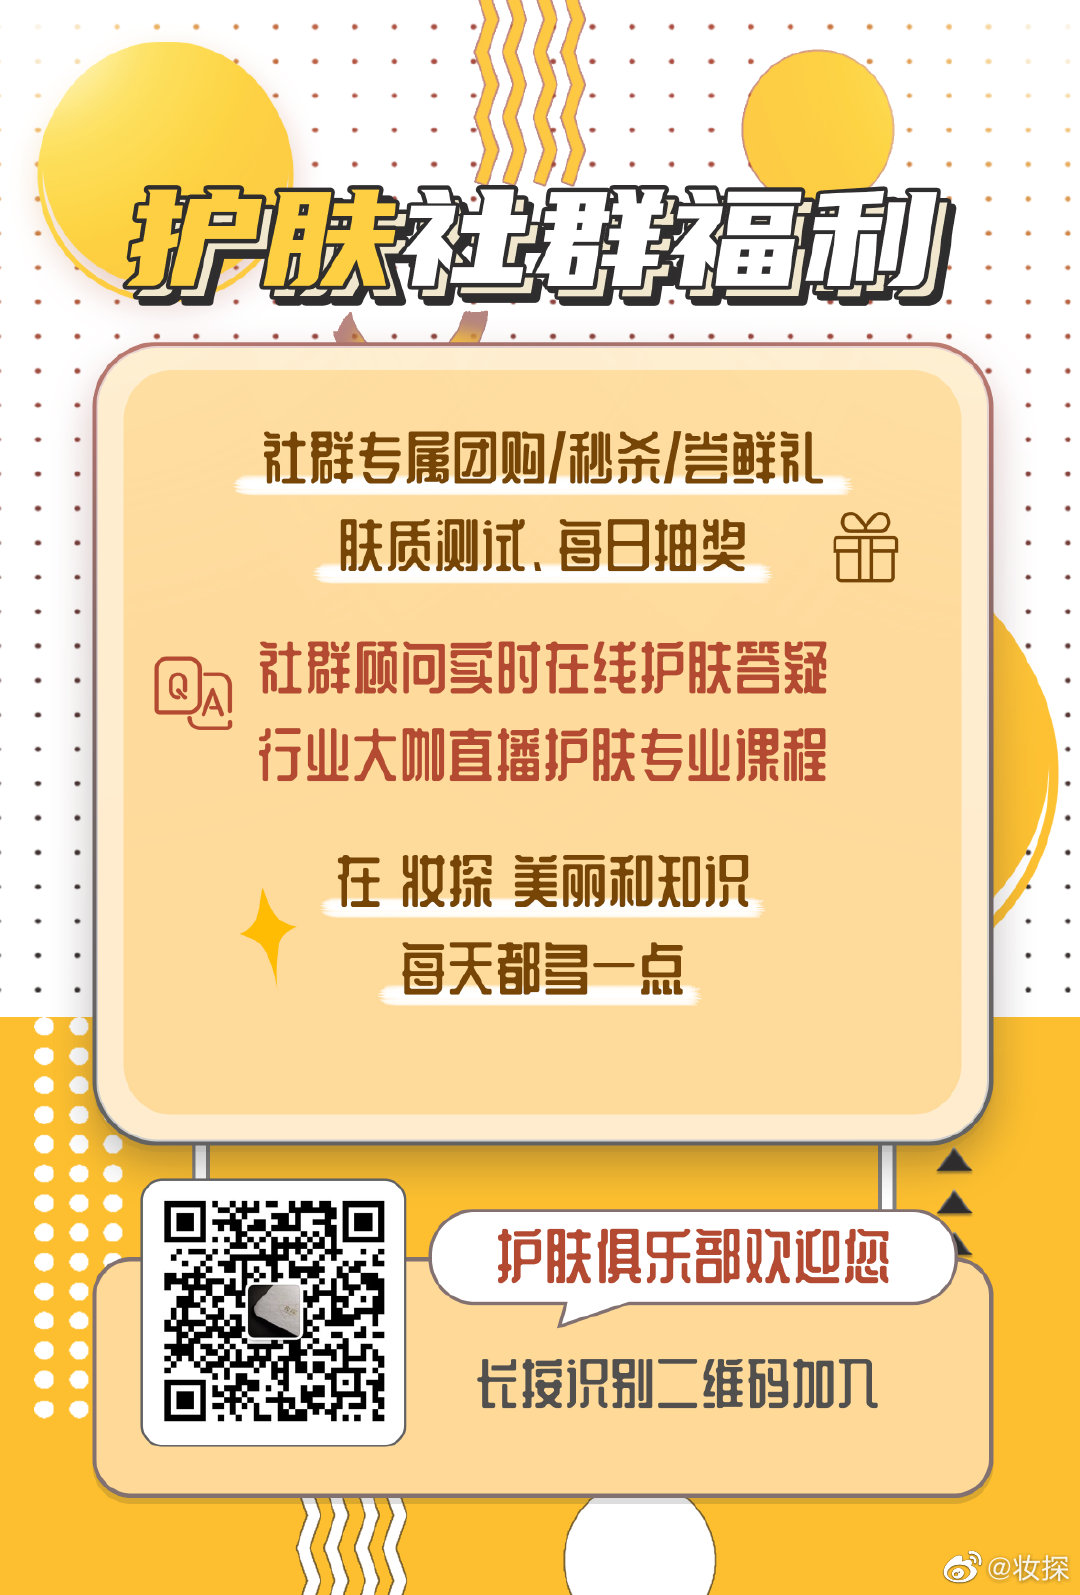 护肤社群福利
社群专属团购/秒杀/尝鲜礼
肤质测试、每日抽奖
Q
A
社群顾问实时在线护肤答疑
行业大咖直播护肤专业课程
在 妆探 美丽和知识
每天都多一点
护肤俱乐部欢迎您
长按识别二维码加入
@妆探